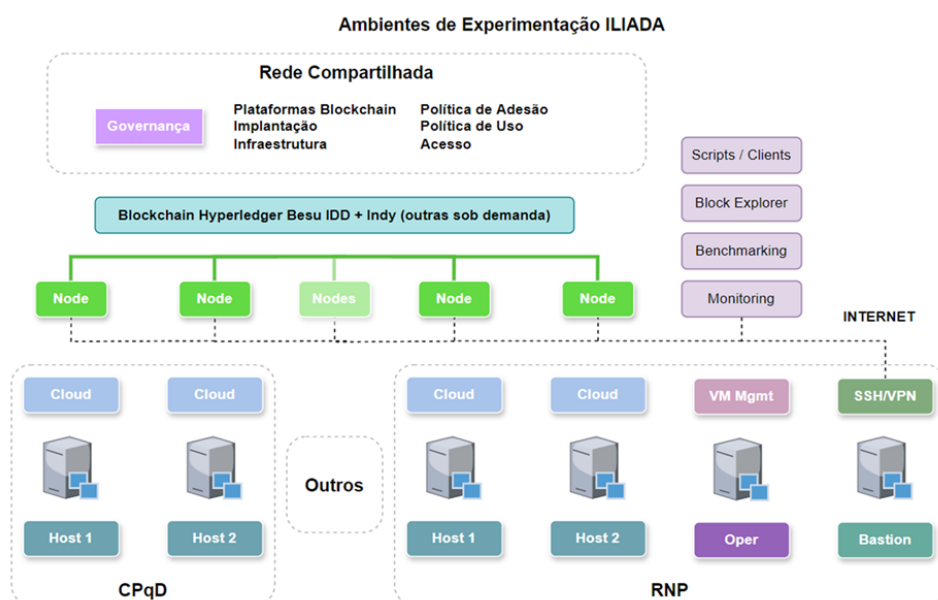 Ambientes de Experimentação ILIADA
Rede Compartilhada
Governança
Plataformas Blockchain
Implantação
Infraestrutura
Política de Adesão
Política de Uso
Acesso
Scripts / Clients
Block Explorer
Benchmarking
Monitoring
Blockchain Hyperledger Besu IDD + Indy (outras sob demanda)
Node
Node
Nodes
Node
Node
INTERNET
Cloud
Cloud
Cloud
Cloud
VM Mgmt
SSH/VPN
Outros
Host 1
Host 2
Host 1
Host 2
Oper
Bastion
CPqD
RNP